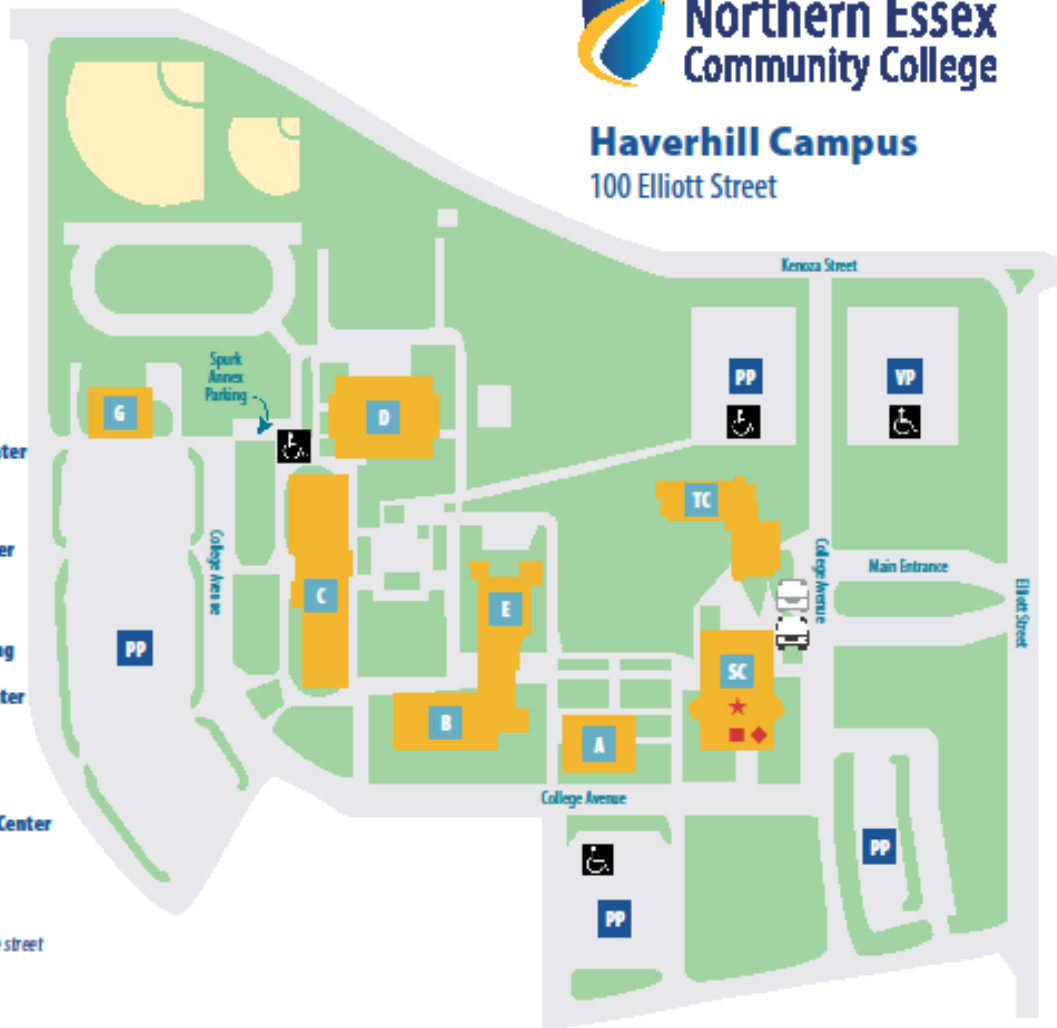 Northern Essex
Community College
Haverhill Campus
100 Elliott Street
Kenoza Street
Spurk
Annex
Parking
PP
VP
G
D
TC
College Avenue
College Avenue
Main Entrance
Elliott Street
C
E
PP
SC
B
A
College Avenue
PP
PP
Center
street